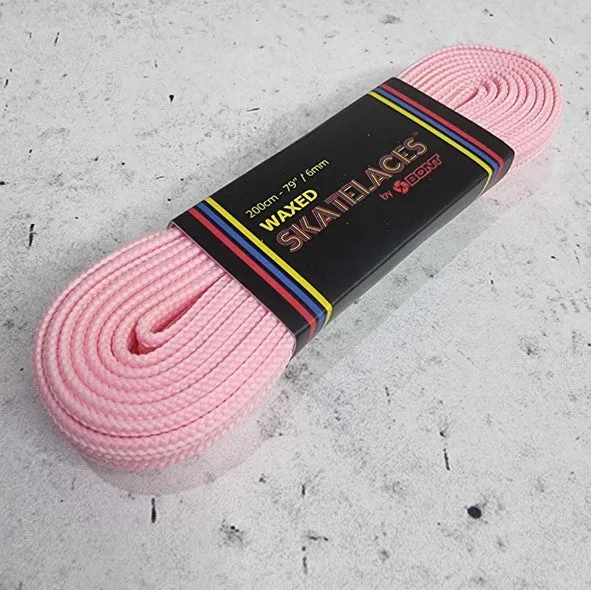 200cm - 79" / 6mm
WAXED
SKATELACES™
by BONT